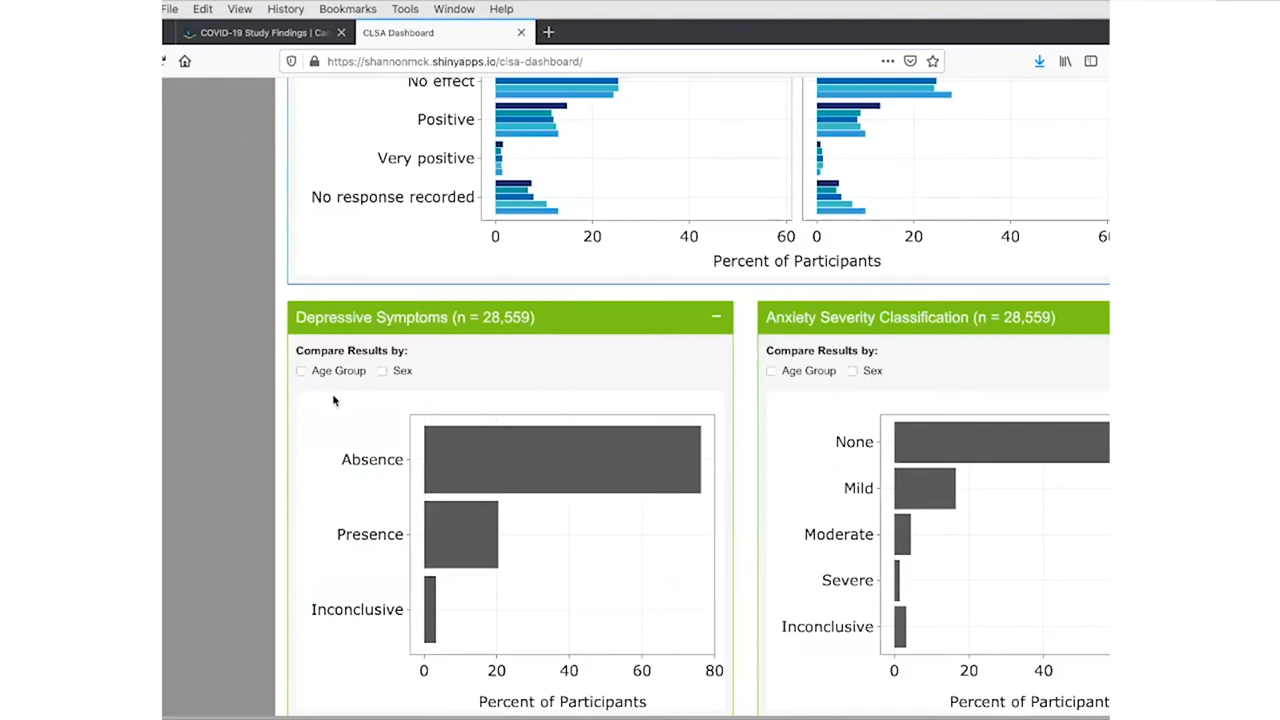 File Edit View History Bookmarks Tools Window Help
COVID-19 Study Findings | Can
CLSA Dashboard
https://shannonmck.shinyapps.io/clsa-dashboard/
No effect
Positive
Very positive
No response recorded
0 20 40 60 0 20 40
Percent of Participants
Depressive Symptoms (n = 28,559)
Compare Results by:
Age Group Sex
Absence
Presence
Inconclusive
0 20 40 60 80
Percent of Participants
Anxiety Severity Classification (n = 28,559)
Compare Results by:
Age Group Sex
None
Mild
Moderate
Severe
Inconclusive
0 20 40
Percent of Participant